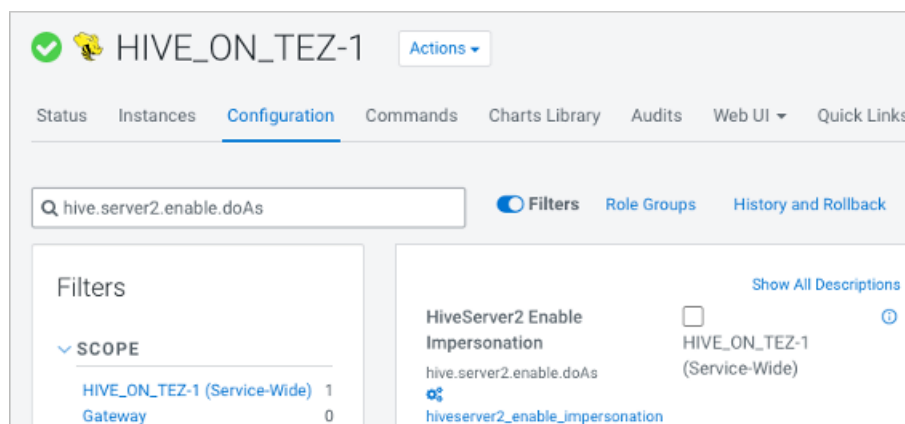 HIVE_ON_TEZ-1
Actions
Status Instances Configuration Commands Charts Library Audits Web UI Quick Links
hive.server2.enable.doAs
Filters Role Groups History and Rollback
Filters
Show All Descriptions
HiveServer2 Enable
Impersonation
hive.server2.enable.doAs
hiveserver2_enable_impersonation
HIVE_ON_TEZ-1
(Service-Wide)
SCOPE
HIVE_ON_TEZ-1 (Service-Wide) 1
Gateway 0